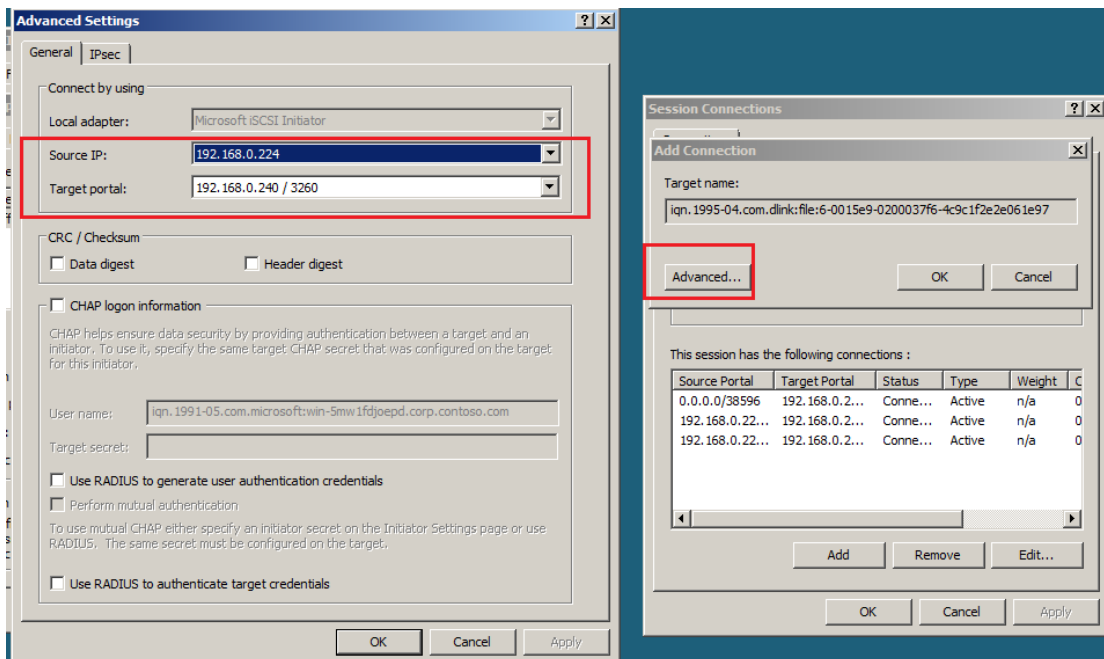 Advanced Settings
General
IPsec
Connect by using
Local adapter:
Microsoft iSCSI Initiator
Source IP:
192.168.0.224
Target portal:
192.168.0.240 / 3260
CRC / Checksum
Data digest
Header digest
CHAP logon information
CHAP helps ensure data security by providing authentication between a target and an
initiator. To use it, specify the same target CHAP secret that was configured on the target
for this initiator.
User name:
iqn.1991-05.com.microsoft:win-5mw1fdjoepd.corp.contoso.com
Target secret:
Use RADIUS to generate user authentication credentials
Perform mutual authentication
To use mutual CHAP either specify an initiator secret on the Initiator Settings page or use
RADIUS. The same secret must be configured on the target.
Use RADIUS to authenticate target credentials
OK
Cancel
Apply
Session Connections
Add Connection
Target name:
iqn.1995-04.com.dlink:file:6-0015e9-0200037f6-4c9c1f2e2e061e97
Advanced...
OK
Cancel
This session has the following connections :
Source Portal Target Portal Status Type Weight C
0.0.0.0/38596 192.168.0.2... Conne... Active n/a 0
192.168.0.22... 192.168.0.2... Conne... Active n/a 0
192.168.0.22... 192.168.0.2... Conne... Active n/a 0
Add
Remove
Edit...
OK
Cancel
Apply